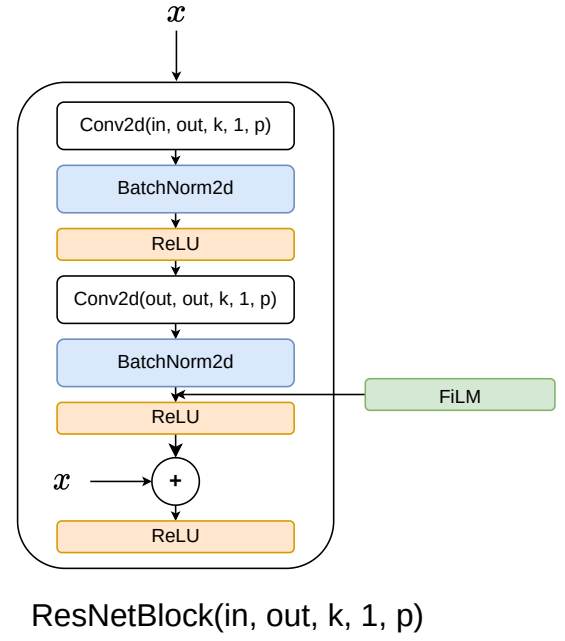 x
Conv2d(in, out, k, 1, p)
BatchNorm2d
ReLU
Conv2d(out, out, k, 1, p)
BatchNorm2d
FiLM
ReLU
x
+
ReLU
ResNetBlock(in, out, k, 1, p)